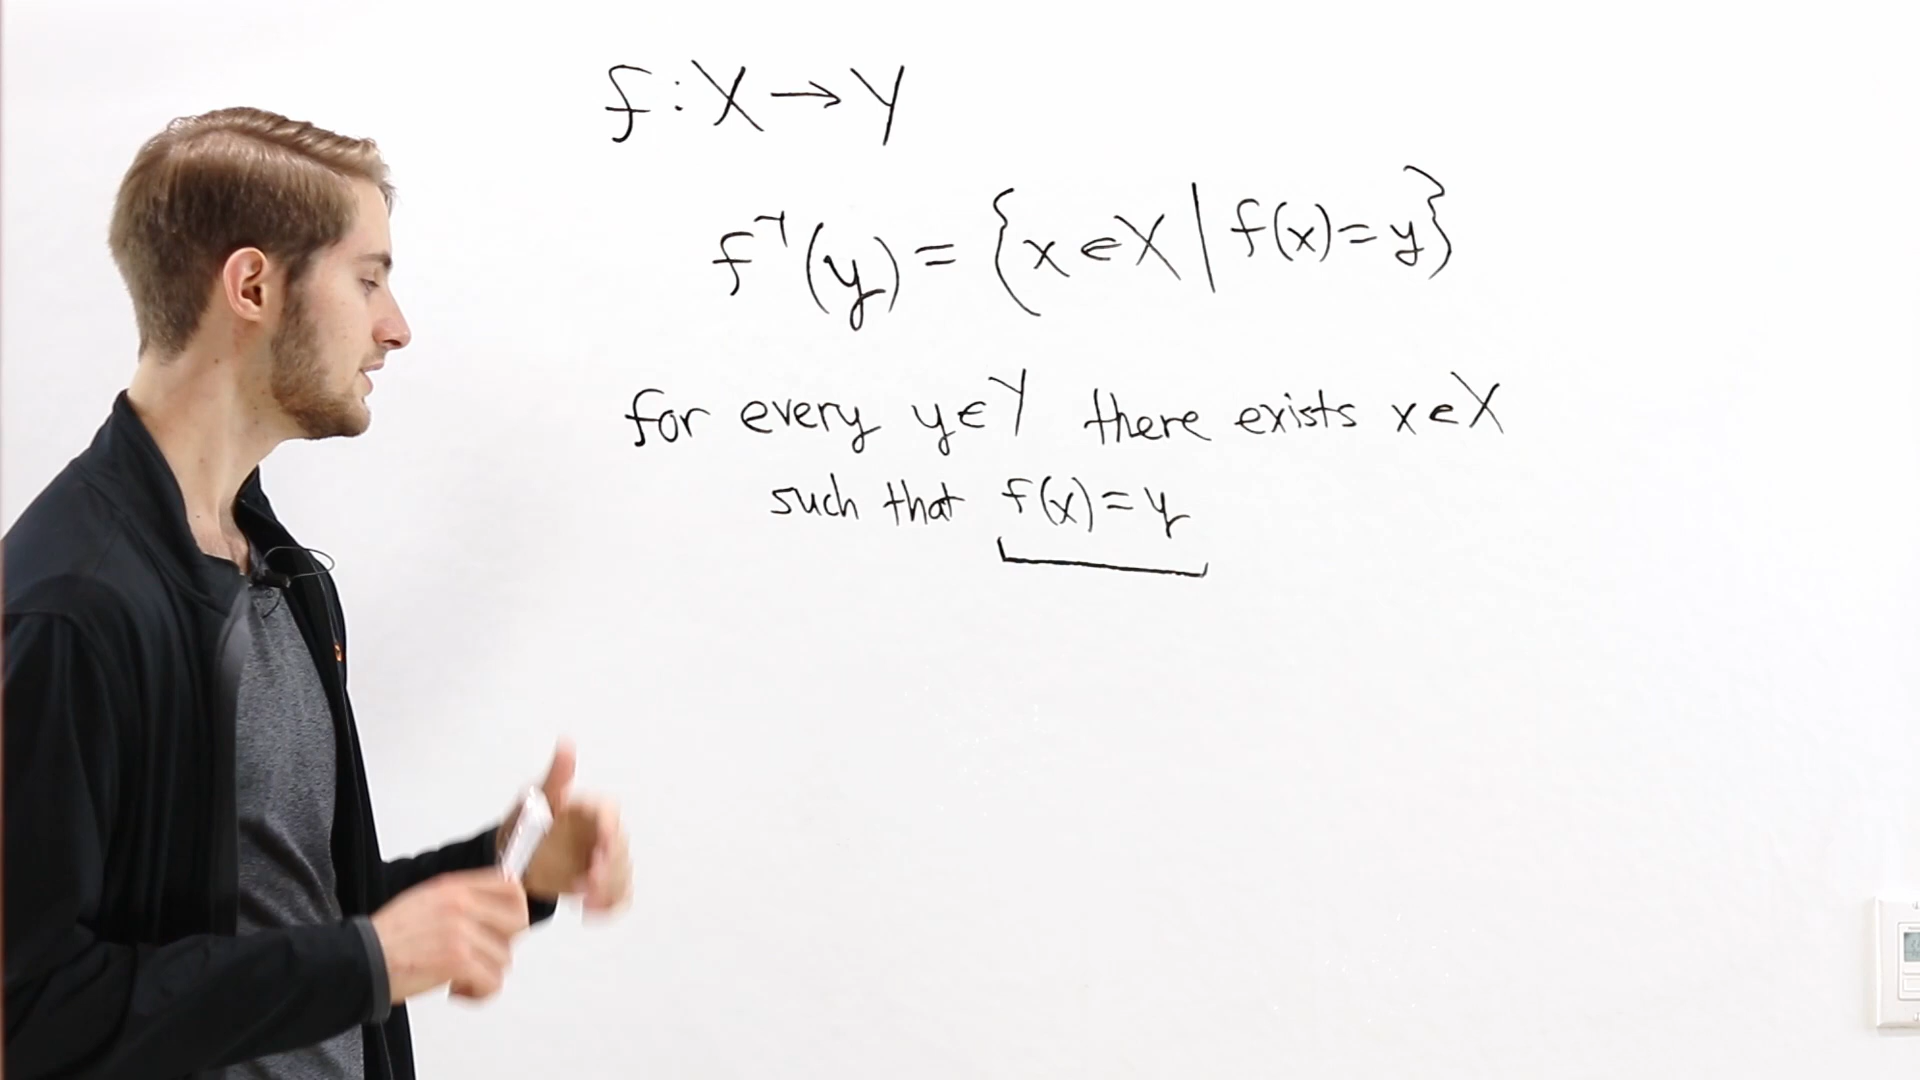 f : X → Y
f⁻¹(y) = {x ∈ X | f(x) = y}
for every y ∈ Y there exists x ∈ X
such that f(x) = y